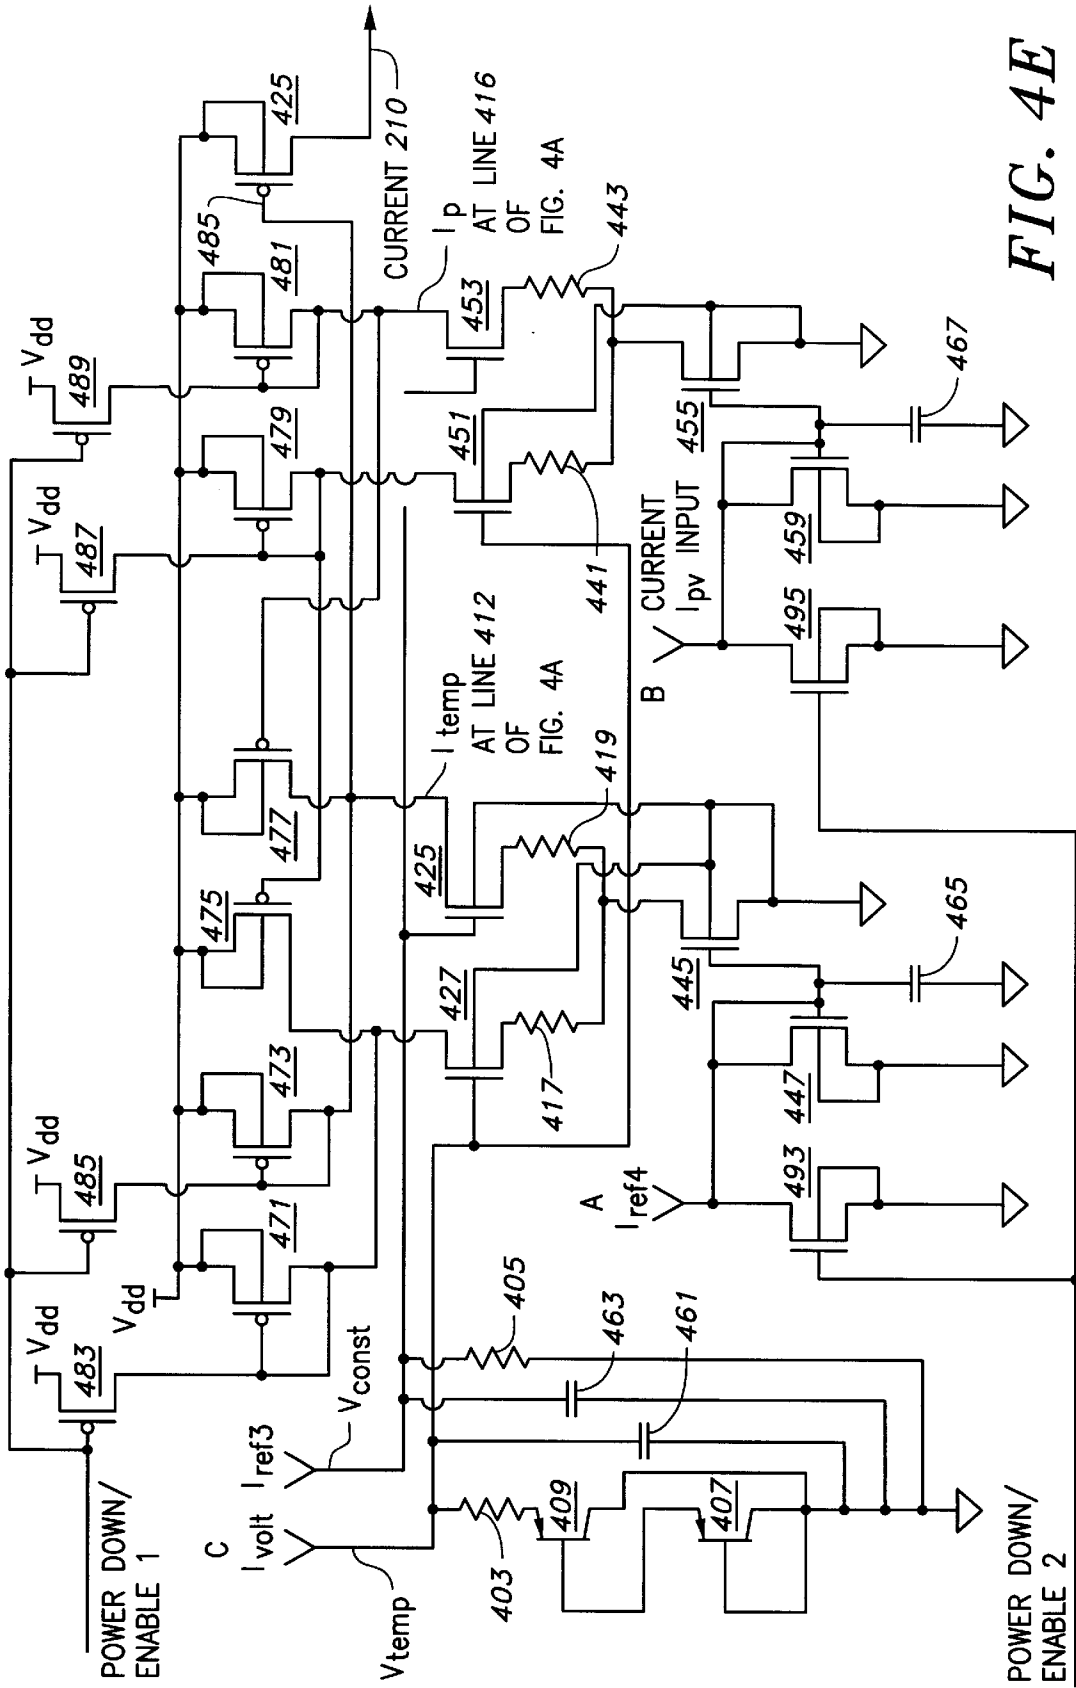 POWER DOWN/
ENABLE 1
Vdd
483
Vdd
485
Vdd
487
Vdd
489
Vdd
471
473
475
477
479
481
485
425
CURRENT 210
C
Ivolt
Iref3
Vtemp
Vconst
Itemp
AT LINE 412
OF
FIG. 4A
Ip
AT LINE 416
OF
FIG. 4A
427
425
451
453
417
419
441
443
403
409
407
405
463
461
A
Iref4
445
B
CURRENT
Ipv INPUT
455
493
447
465
495
459
467
POWER DOWN/
ENABLE 2
FIG. 4E